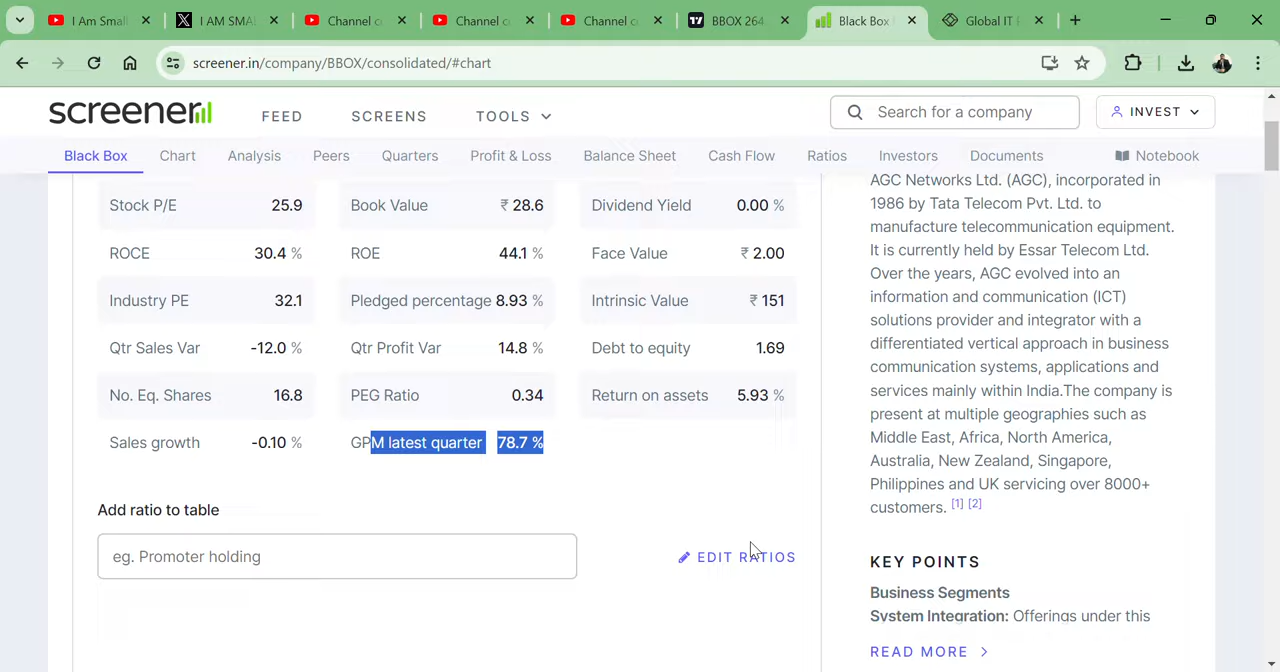 I Am Small
I AM SMA
Channel c
Channel c
Channel c
BBOX 264
Black Box
Global IT
screener.in/company/BBOX/consolidated/#chart
screener
FEED
SCREENS
TOOLS
Search for a company
INVEST
Black Box
Chart
Analysis
Peers
Quarters
Profit & Loss
Balance Sheet
Cash Flow
Ratios
Investors
Documents
Notebook
Stock P/E 25.9
Book Value ₹ 28.6
Dividend Yield 0.00 %
ROCE 30.4 %
ROE 44.1 %
Face Value ₹ 2.00
Industry PE 32.1
Pledged percentage 8.93 %
Intrinsic Value ₹ 151
Qtr Sales Var -12.0 %
Qtr Profit Var 14.8 %
Debt to equity 1.69
No. Eq. Shares 16.8
PEG Ratio 0.34
Return on assets 5.93 %
Sales growth -0.10 %
GPM latest quarter 78.7 %
Add ratio to table
eg. Promoter holding
EDIT RATIOS
AGC Networks Ltd. (AGC), incorporated in
1986 by Tata Telecom Pvt. Ltd. to
manufacture telecommunication equipment.
It is currently held by Essar Telecom Ltd.
Over the years, AGC evolved into an
information and communication (ICT)
solutions provider and integrator with a
differentiated vertical approach in business
communication systems, applications and
services mainly within India.The company is
present at multiple geographies such as
Middle East, Africa, North America,
Australia, New Zealand, Singapore,
Philippines and UK servicing over 8000+
customers. [1] [2]
KEY POINTS
Business Segments
System Integration: Offerings under this
READ MORE